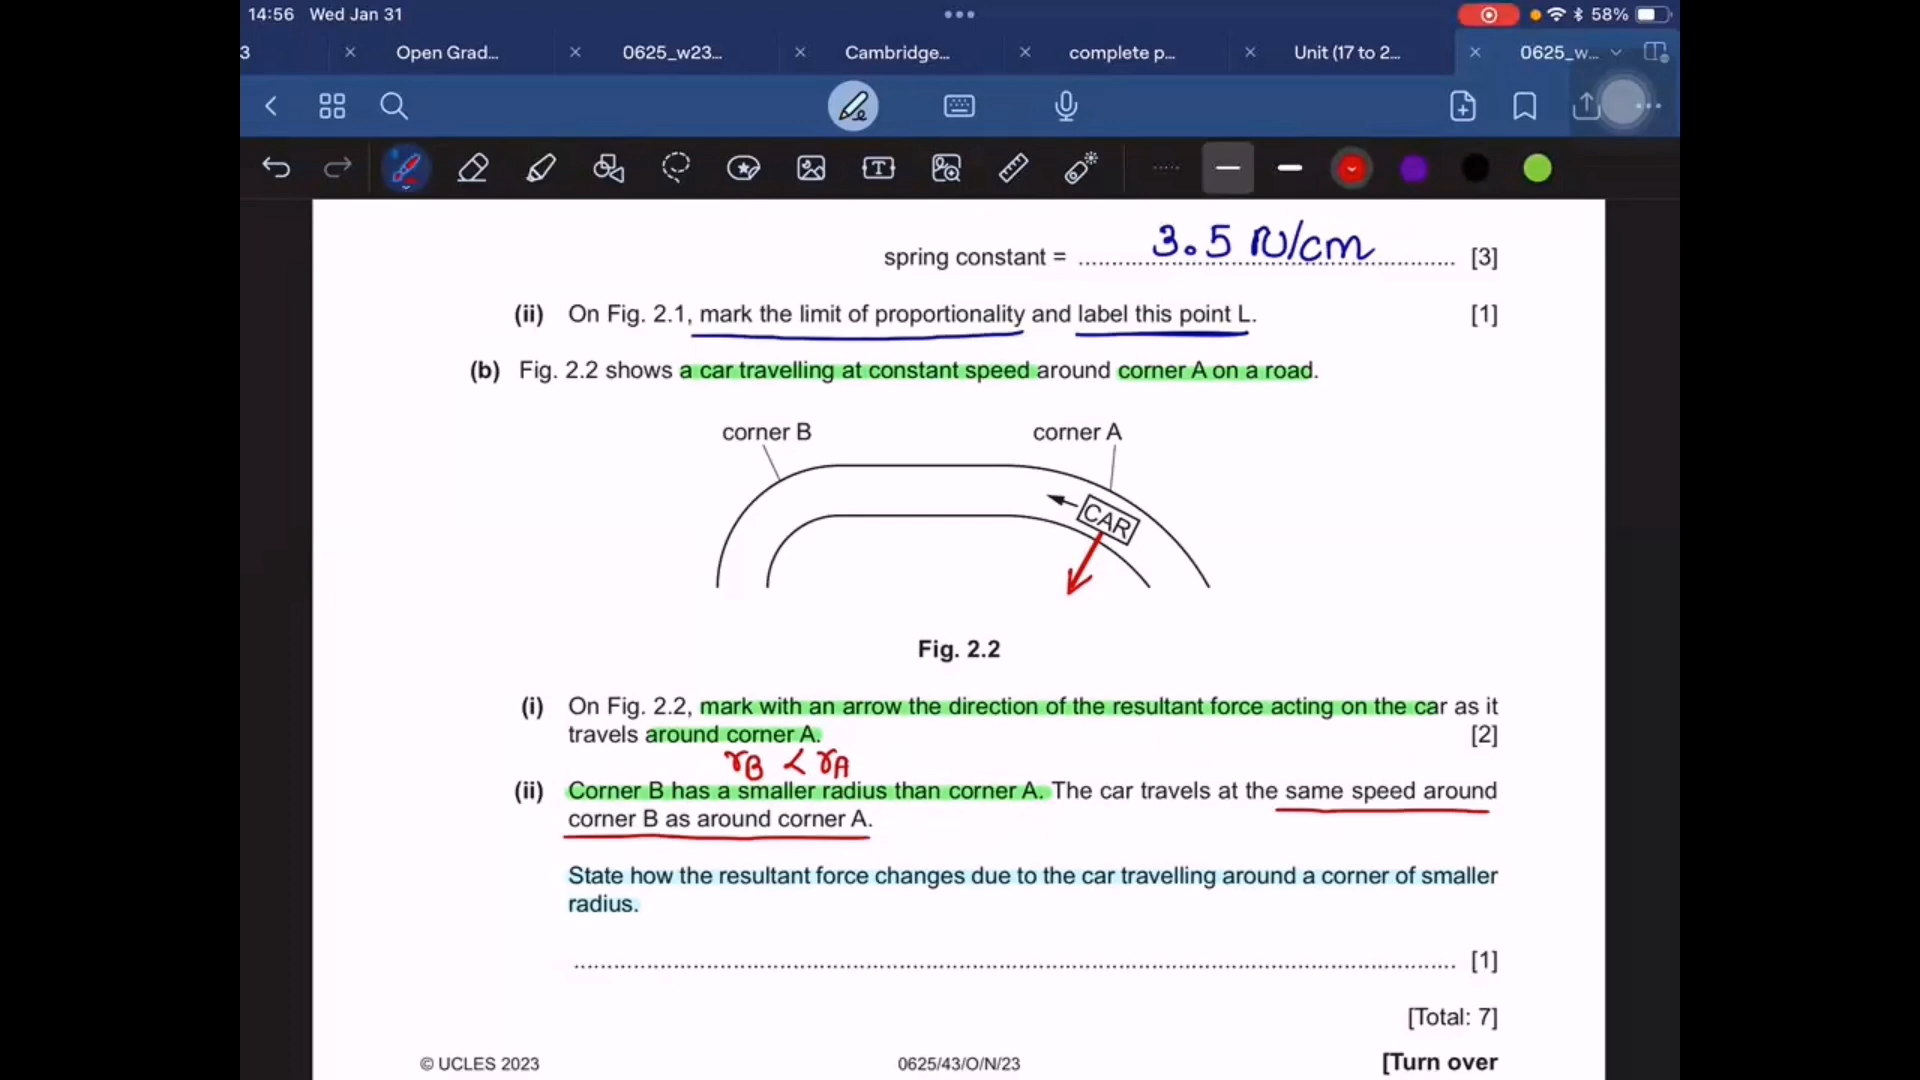 14:56 Wed Jan 31
58%
3
Open Grad...
0625_w23...
Cambridge...
complete p...
Unit (17 to 2...
0625_w...
spring constant = 3.5 N/cm [3]
(ii) On Fig. 2.1, mark the limit of proportionality and label this point L. [1]
(b) Fig. 2.2 shows a car travelling at constant speed around corner A on a road.
corner B corner A
CAR
Fig. 2.2
(i) On Fig. 2.2, mark with an arrow the direction of the resultant force acting on the car as it
travels around corner A. [2]
rB < rA
(ii) Corner B has a smaller radius than corner A. The car travels at the same speed around
corner B as around corner A.
State how the resultant force changes due to the car travelling around a corner of smaller
radius.
[1]
[Total: 7]
© UCLES 2023 0625/43/O/N/23 [Turn over